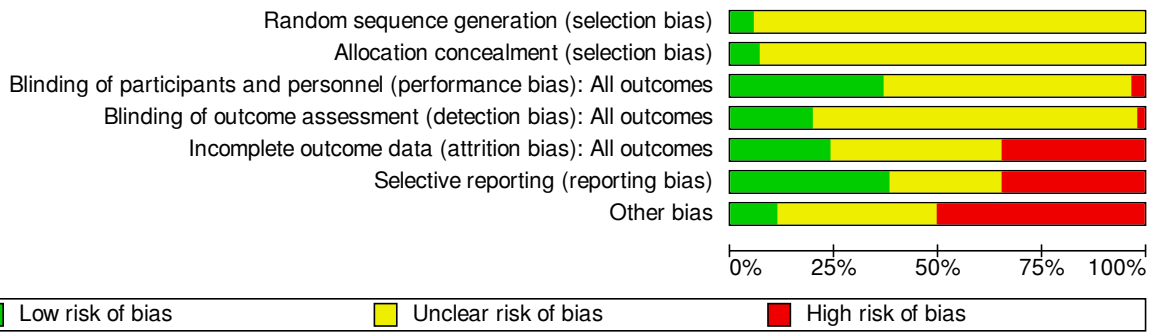 Random sequence generation (selection bias)
Allocation concealment (selection bias)
Blinding of participants and personnel (performance bias): All outcomes
Blinding of outcome assessment (detection bias): All outcomes
Incomplete outcome data (attrition bias): All outcomes
Selective reporting (reporting bias)
Other bias
0% 25% 50% 75% 100%
Low risk of bias Unclear risk of bias High risk of bias